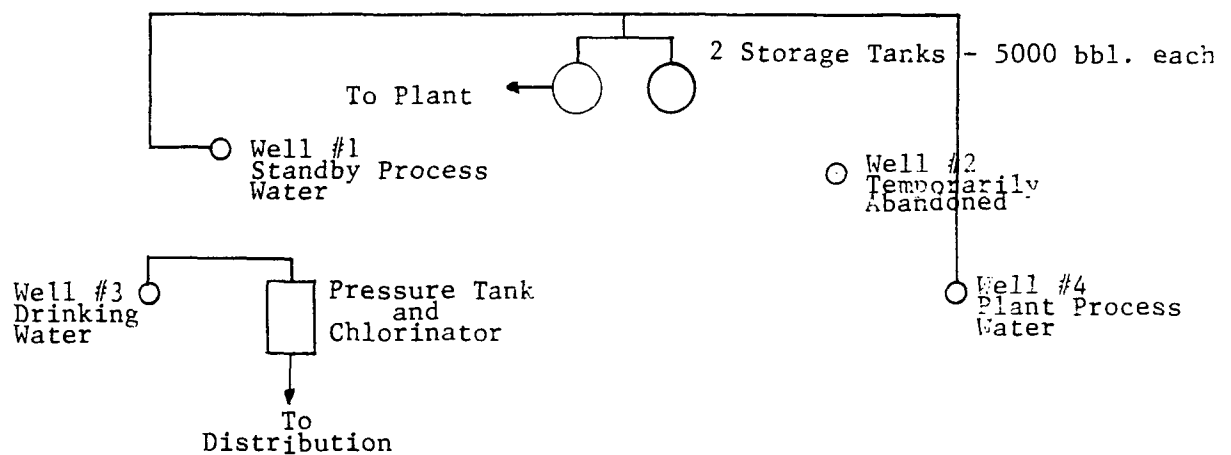 2 Storage Tanks - 5000 bbl. each
To Plant
Well #1
Standby Process
Water
Well #2
Temporarily
Abandoned
Well #3
Drinking
Water
Pressure Tank
and
Chlorinator
Well #4
Plant Process
Water
To
Distribution